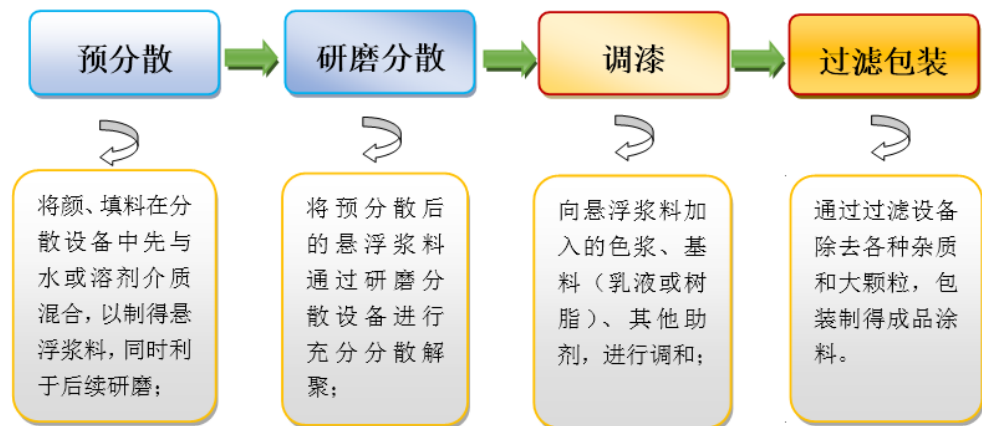 预分散
研磨分散
调漆
过滤包装
将颜、填料在分
散设备中先与
水或溶剂介质
混合，以制得悬
浮浆料，同时利
于后续研磨；
将预分散后
的悬浮浆料
通过研磨分
散设备进行
充分分散解
聚；
向悬浮浆料加
入的色浆、基
料（乳液或树
脂）、其他助
剂，进行调和；
通过过滤设备
除去各种杂质
和大颗粒，包
装制得成品涂
料。